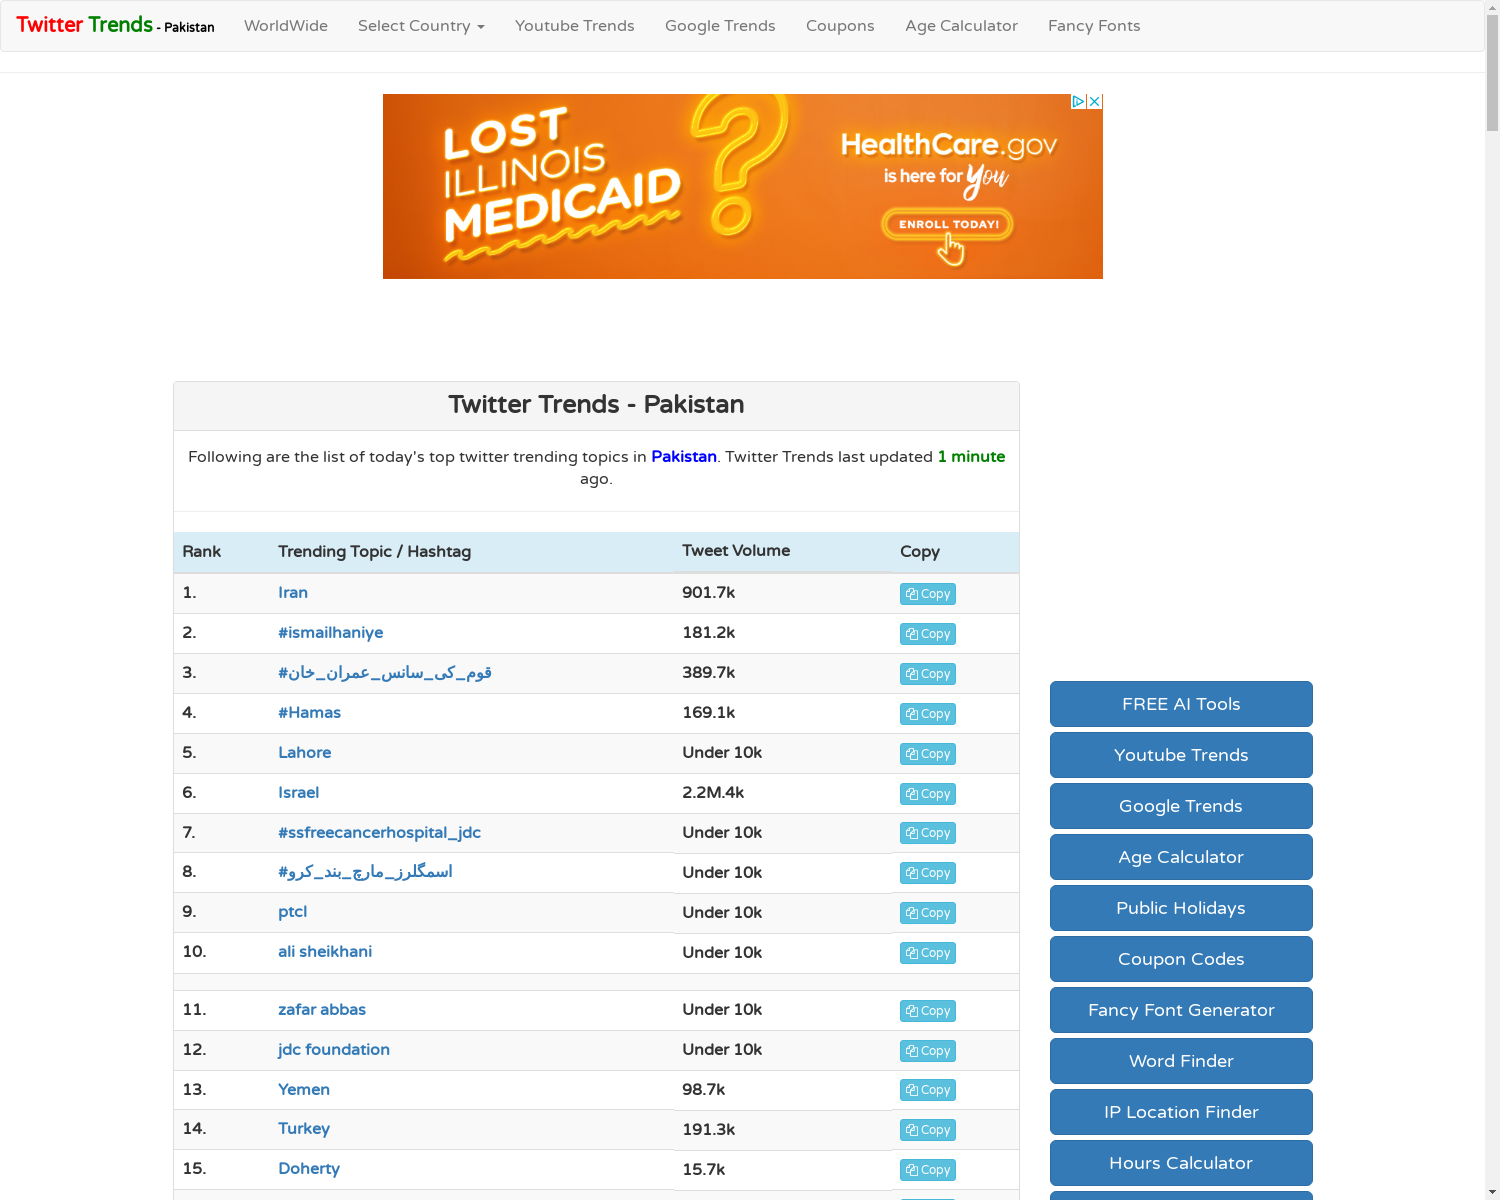 Twitter Trends - Pakistan
WorldWide
Select Country
Youtube Trends
Google Trends
Coupons
Age Calculator
Fancy Fonts
LOST
ILLINOIS
MEDICAID
?
HealthCare.gov
is here for You
ENROLL TODAY!
Twitter Trends - Pakistan
Following are the list of today's top twitter trending topics in Pakistan. Twitter Trends last updated 1 minute
ago.
Rank Trending Topic / Hashtag Tweet Volume Copy
1. Iran 901.7k Copy
2. #ismailhaniye 181.2k Copy
3. #قوم_کی_سانس_عمران_خان 389.7k Copy
4. #Hamas 169.1k Copy
5. Lahore Under 10k Copy
6. Israel 2.2M.4k Copy
7. #ssfreecancerhospital_jdc Under 10k Copy
8. #اسمگلرز_مارچ_بند_کرو Under 10k Copy
9. ptcl Under 10k Copy
10. ali sheikhani Under 10k Copy
11. zafar abbas Under 10k Copy
12. jdc foundation Under 10k Copy
13. Yemen 98.7k Copy
14. Turkey 191.3k Copy
15. Doherty 15.7k Copy
FREE AI Tools
Youtube Trends
Google Trends
Age Calculator
Public Holidays
Coupon Codes
Fancy Font Generator
Word Finder
IP Location Finder
Hours Calculator